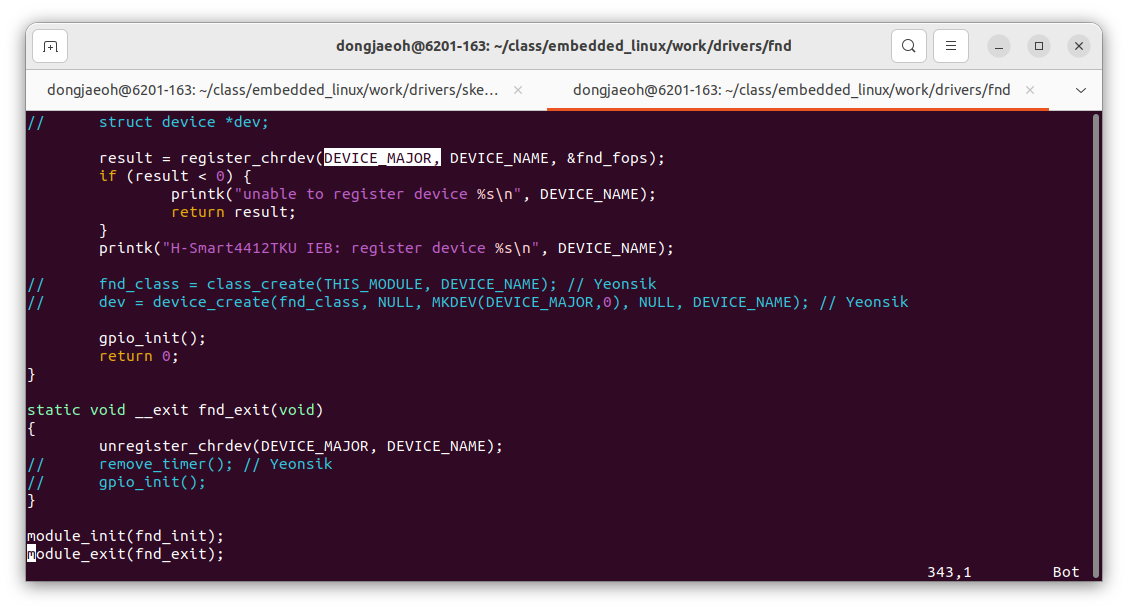 dongjaeoh@6201-163: ~/class/embedded_linux/work/drivers/fnd
dongjaeoh@6201-163: ~/class/embedded_linux/work/drivers/ske... × dongjaeoh@6201-163: ~/class/embedded_linux/work/drivers/fnd ×
//      struct device *dev;
        result = register_chrdev(DEVICE_MAJOR, DEVICE_NAME, &fnd_fops);
        if (result < 0) {
                printk("unable to register device %s\n", DEVICE_NAME);
                return result;
        }
        printk("H-Smart4412TKU IEB: register device %s\n", DEVICE_NAME);
//      fnd_class = class_create(THIS_MODULE, DEVICE_NAME); // Yeonsik
//      dev = device_create(fnd_class, NULL, MKDEV(DEVICE_MAJOR,0), NULL, DEVICE_NAME); // Yeonsik
        gpio_init();
        return 0;
}
static void __exit fnd_exit(void)
{
        unregister_chrdev(DEVICE_MAJOR, DEVICE_NAME);
//      remove_timer(); // Yeonsik
//      gpio_init();
}
module_init(fnd_init);
module_exit(fnd_exit);
343,1 Bot